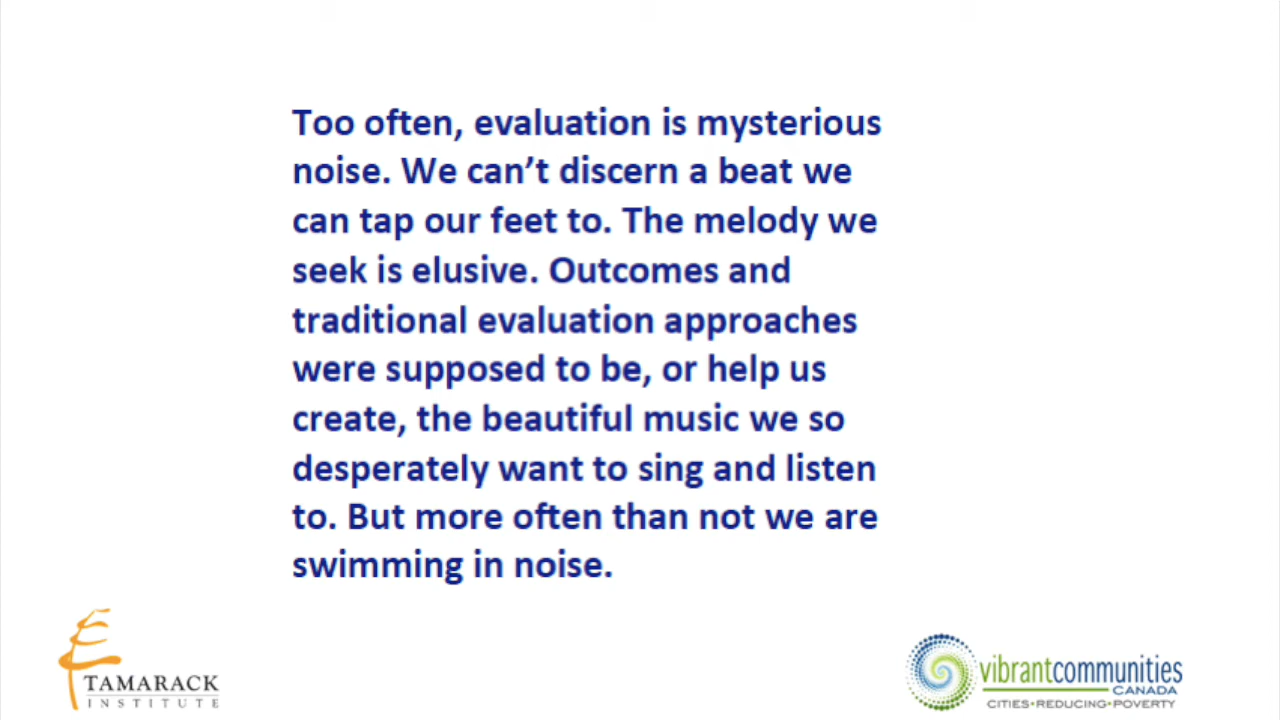 Too often, evaluation is mysterious
noise. We can’t discern a beat we
can tap our feet to. The melody we
seek is elusive. Outcomes and
traditional evaluation approaches
were supposed to be, or help us
create, the beautiful music we so
desperately want to sing and listen
to. But more often than not we are
swimming in noise.
TAMARACK
INSTITUTE
vibrantcommunities
CANADA
CITIES•REDUCING•POVERTY